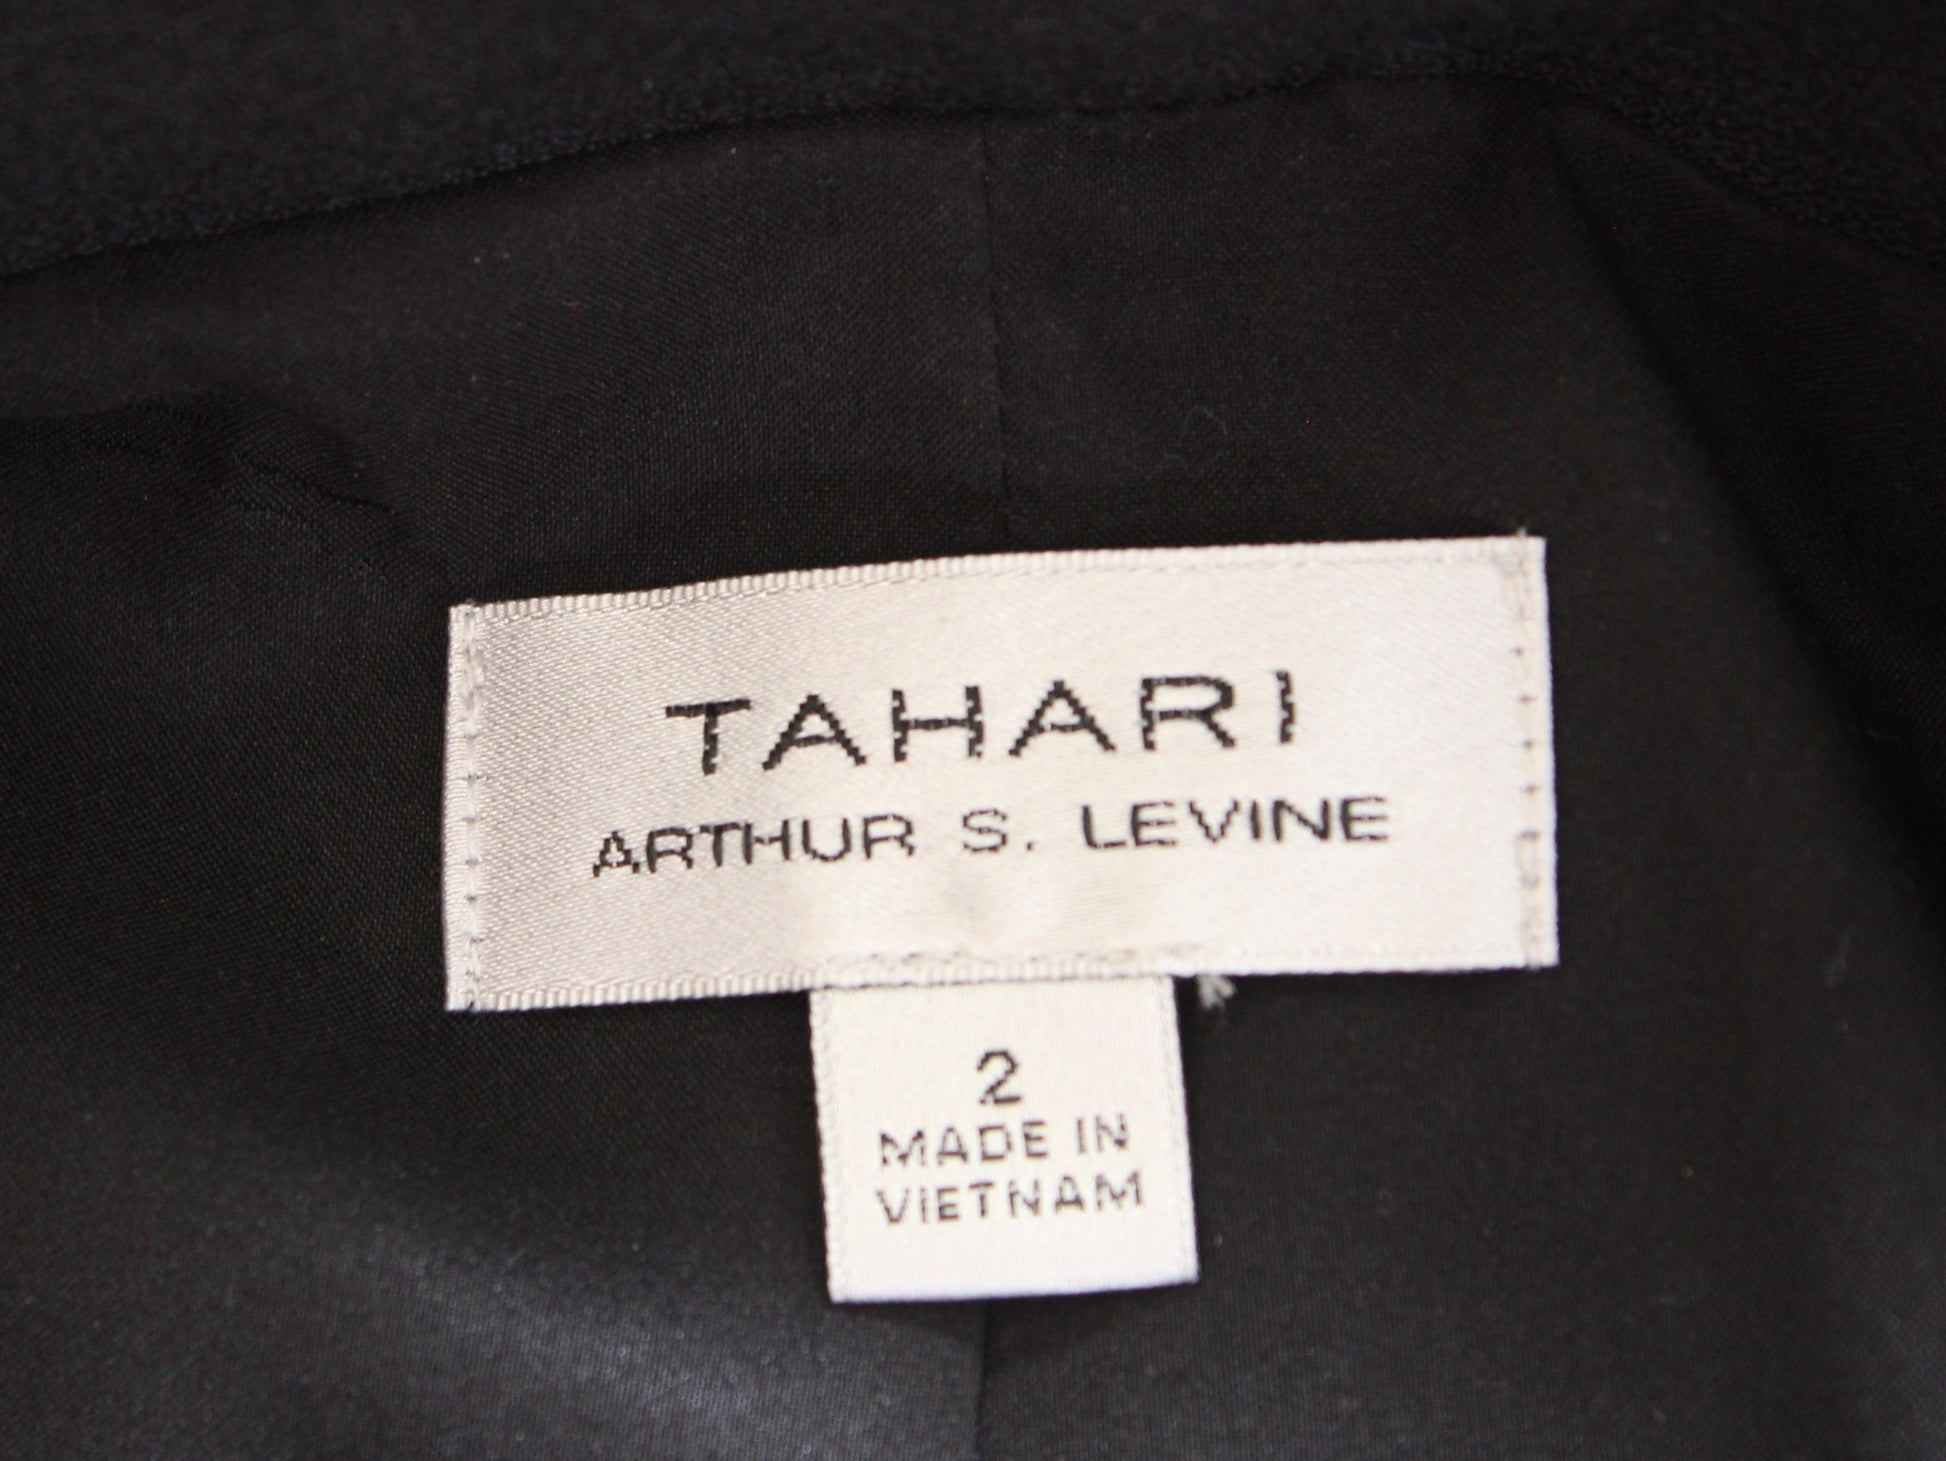 TAHARI
ARTHUR S. LEVINE
2
MADE IN
VIETNAM